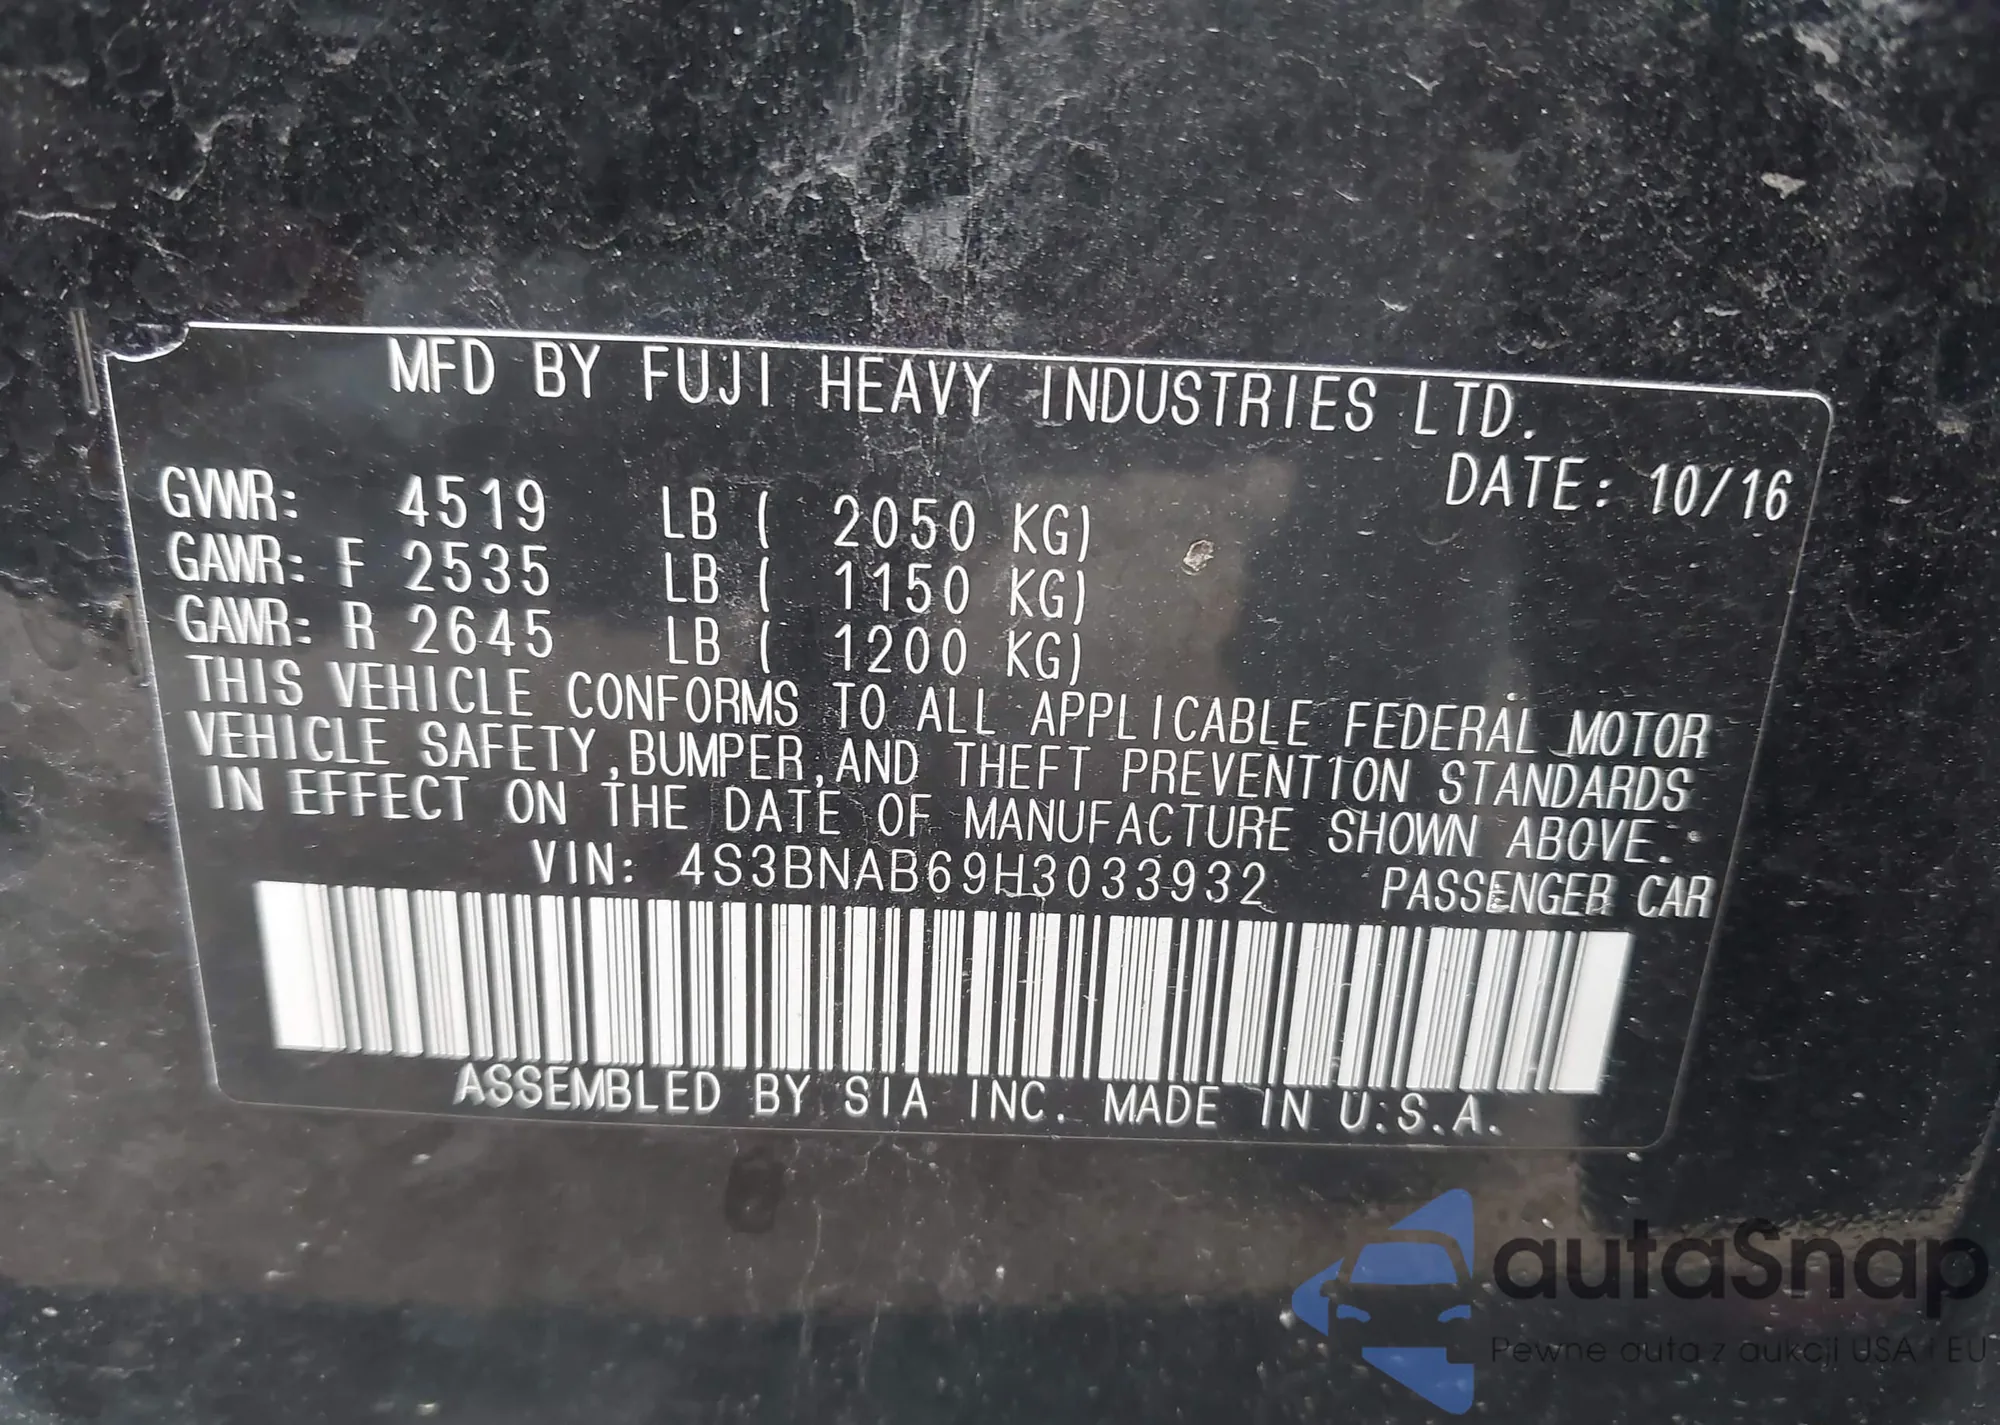 MFD BY FUJI HEAVY INDUSTRIES LTD.
DATE: 10/16
GVWR: 4519 LB ( 2050 KG)
GAWR: F 2535 LB ( 1150 KG)
GAWR: R 2645 LB ( 1200 KG)
THIS VEHICLE CONFORMS TO ALL APPLICABLE FEDERAL MOTOR
VEHICLE SAFETY,BUMPER,AND THEFT PREVENTION STANDARDS
IN EFFECT ON THE DATE OF MANUFACTURE SHOWN ABOVE.
VIN: 4S3BNAB69H3033932 PASSENGER CAR
ASSEMBLED BY SIA INC. MADE IN U.S.A.
autaSnap
Pewne auta z aukcji USA i EU